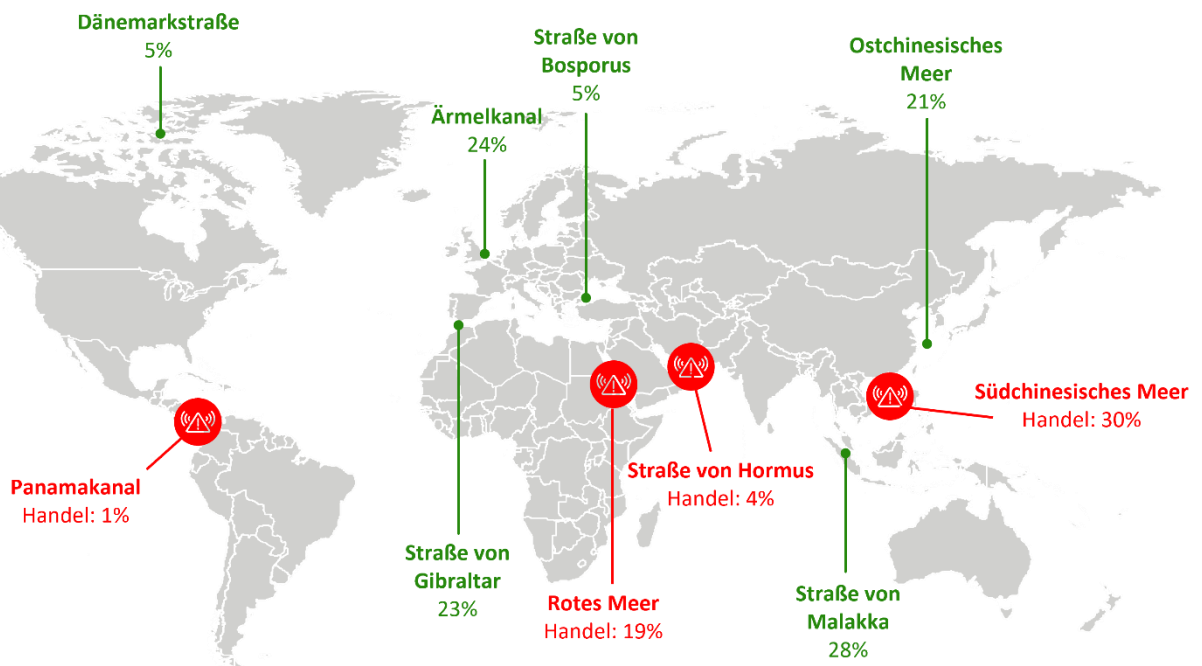 Dänemarkstraße
5%
Straße von
Bosporus
5%
Ostchinesisches
Meer
21%
Ärmelkanal
24%
Südchinesisches Meer
Handel: 30%
Panamakanal
Handel: 1%
Straße von Hormus
Handel: 4%
Straße von
Gibraltar
23%
Rotes Meer
Handel: 19%
Straße von
Malakka
28%